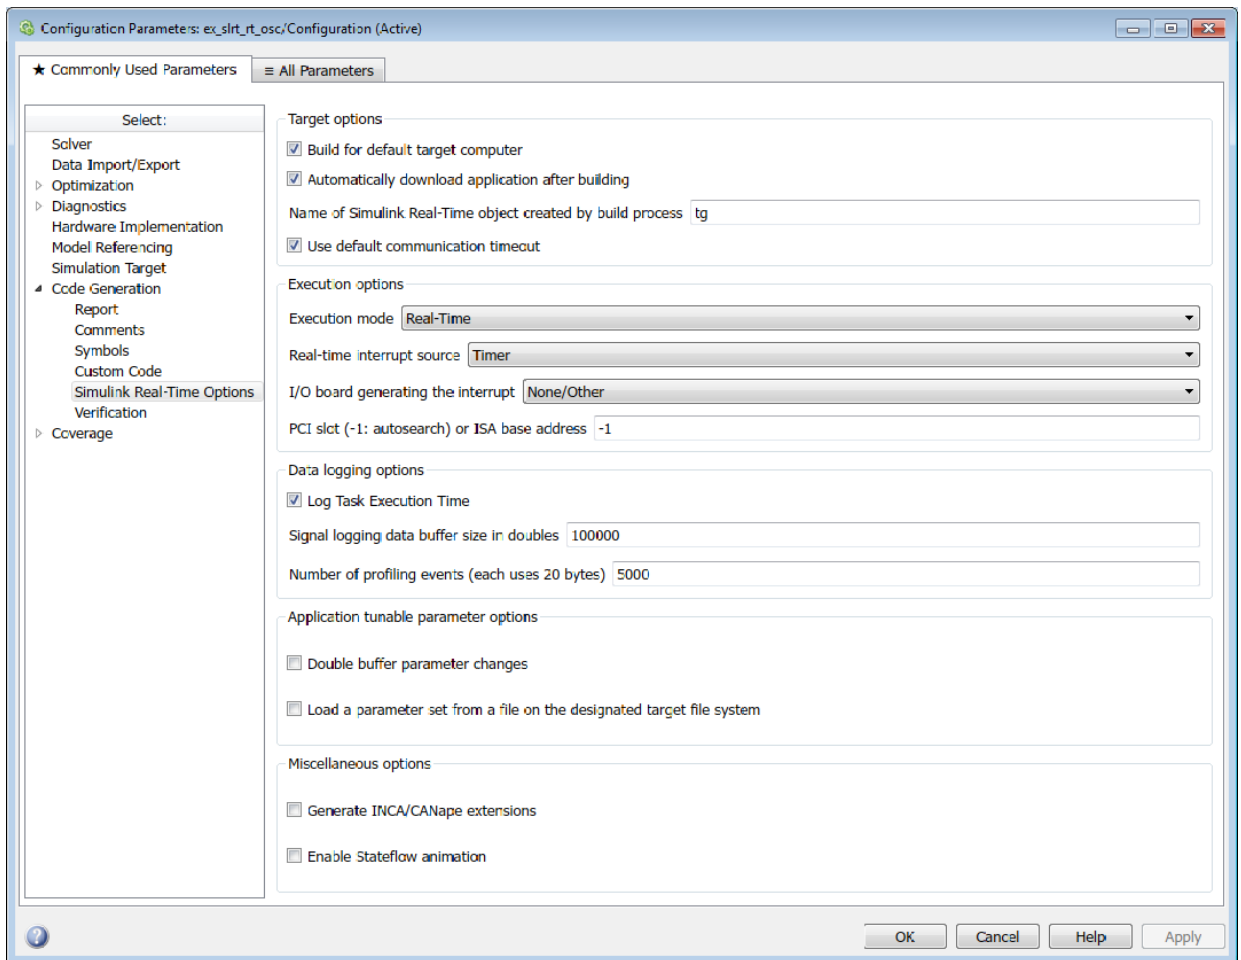 Configuration Parameters: ex_slrt_rt_osc/Configuration (Active)
★ Commonly Used Parameters
≡ All Parameters
Select:
Solver
Data Import/Export
Optimization
Diagnostics
Hardware Implementation
Model Referencing
Simulation Target
Code Generation
Report
Comments
Symbols
Custom Code
Simulink Real-Time Options
Verification
Coverage
Target options
Build for default target computer
Automatically download application after building
Name of Simulink Real-Time object created by build process tg
Use default communication timeout
Execution options
Execution mode Real-Time
Real-time interrupt source Timer
I/O board generating the interrupt None/Other
PCI slot (-1: autosearch) or ISA base address -1
Data logging options
Log Task Execution Time
Signal logging data buffer size in doubles 100000
Number of profiling events (each uses 20 bytes) 5000
Application tunable parameter options
Double buffer parameter changes
Load a parameter set from a file on the designated target file system
Miscellaneous options
Generate INCA/CANape extensions
Enable Stateflow animation
OK
Cancel
Help
Apply